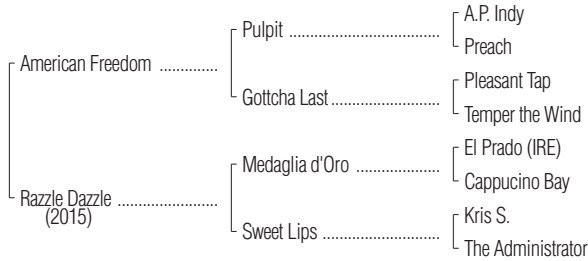 A.P. Indy
Pulpit ......................................
Preach
American Freedom ..............
Pleasant Tap
Gottcha Last...........................
Temper the Wind
El Prado (IRE)
Medaglia d'Oro ....................
Cappucino Bay
Razzle Dazzle ........................
(2015)
Kris S.
Sweet Lips ............................
The Administrator